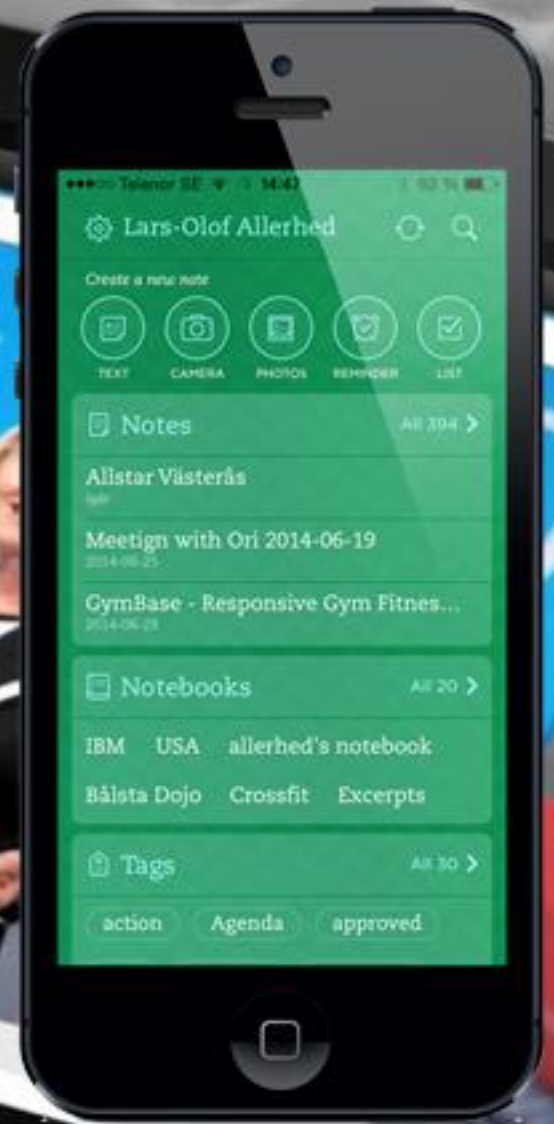 Telenor SE 14:47 92 %
Lars-Olof Allerhed
Create a new note
TEXT CAMERA PHOTOS REMINDER LIST
Notes All 394
Allstar Västerås
Meetign with Ori 2014-06-19
2014-06-25
GymBase - Responsive Gym Fitnes...
2014-06-29
Notebooks All 20
IBM USA allerhed's notebook
Bålsta Dojo Crossfit Excerpts
Tags All 30
action Agenda approved